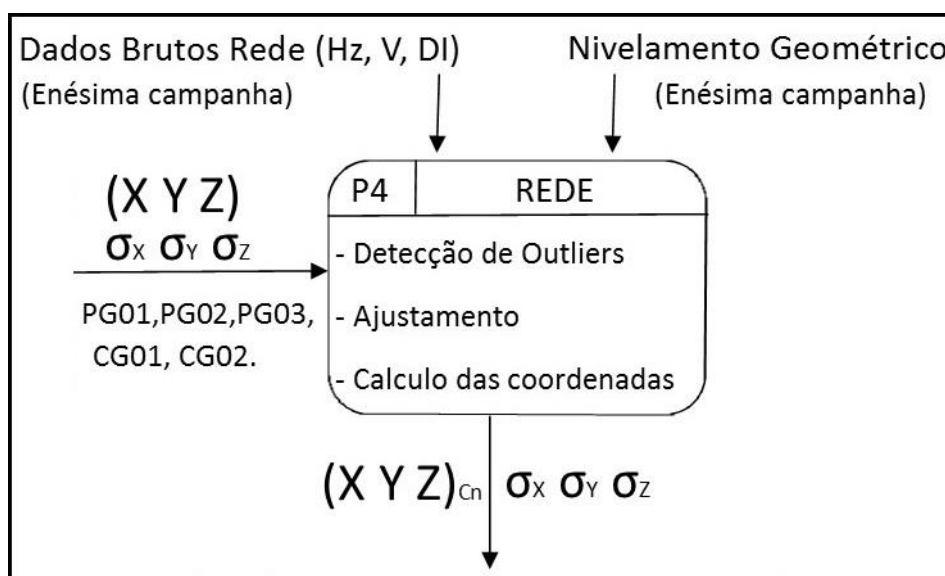 Dados Brutos Rede (Hz, V, DI)
(Enésima campanha)
Nivelamento Geométrico
(Enésima campanha)
(X Y Z)
σX σY σZ
PG01,PG02,PG03,
CG01, CG02.
P4
REDE
- Detecção de Outliers
- Ajustamento
- Calculo das coordenadas
(X Y Z)Cn
σX σY σZ